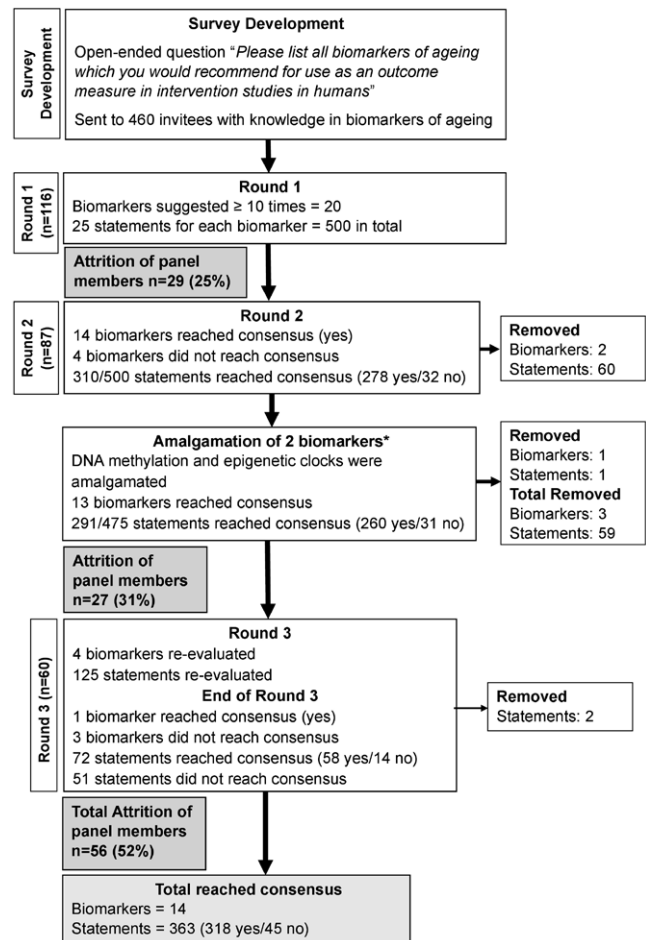 Survey Development
Survey Development
Open-ended question “Please list all biomarkers of ageing
which you would recommend for use as an outcome
measure in intervention studies in humans”
Sent to 460 invitees with knowledge in biomarkers of ageing
Round 1 (n=116)
Round 1
Biomarkers suggested ≥ 10 times = 20
25 statements for each biomarker = 500 in total
Attrition of panel
members n=29 (25%)
Round 2 (n=87)
Round 2
14 biomarkers reached consensus (yes)
4 biomarkers did not reach consensus
310/500 statements reached consensus (278 yes/32 no)
Removed
Biomarkers: 2
Statements: 60
Amalgamation of 2 biomarkers*
DNA methylation and epigenetic clocks were
amalgamated
13 biomarkers reached consensus
291/475 statements reached consensus (260 yes/31 no)
Removed
Biomarkers: 1
Statements: 1
Total Removed
Biomarkers: 3
Statements: 59
Attrition of
panel members
n=27 (31%)
Round 3 (n=60)
Round 3
4 biomarkers re-evaluated
125 statements re-evaluated
End of Round 3
1 biomarker reached consensus (yes)
3 biomarkers did not reach consensus
72 statements reached consensus (58 yes/14 no)
51 statements did not reach consensus
Removed
Statements: 2
Total Attrition of
panel members
n=56 (52%)
Total reached consensus
Biomarkers = 14
Statements = 363 (318 yes/45 no)